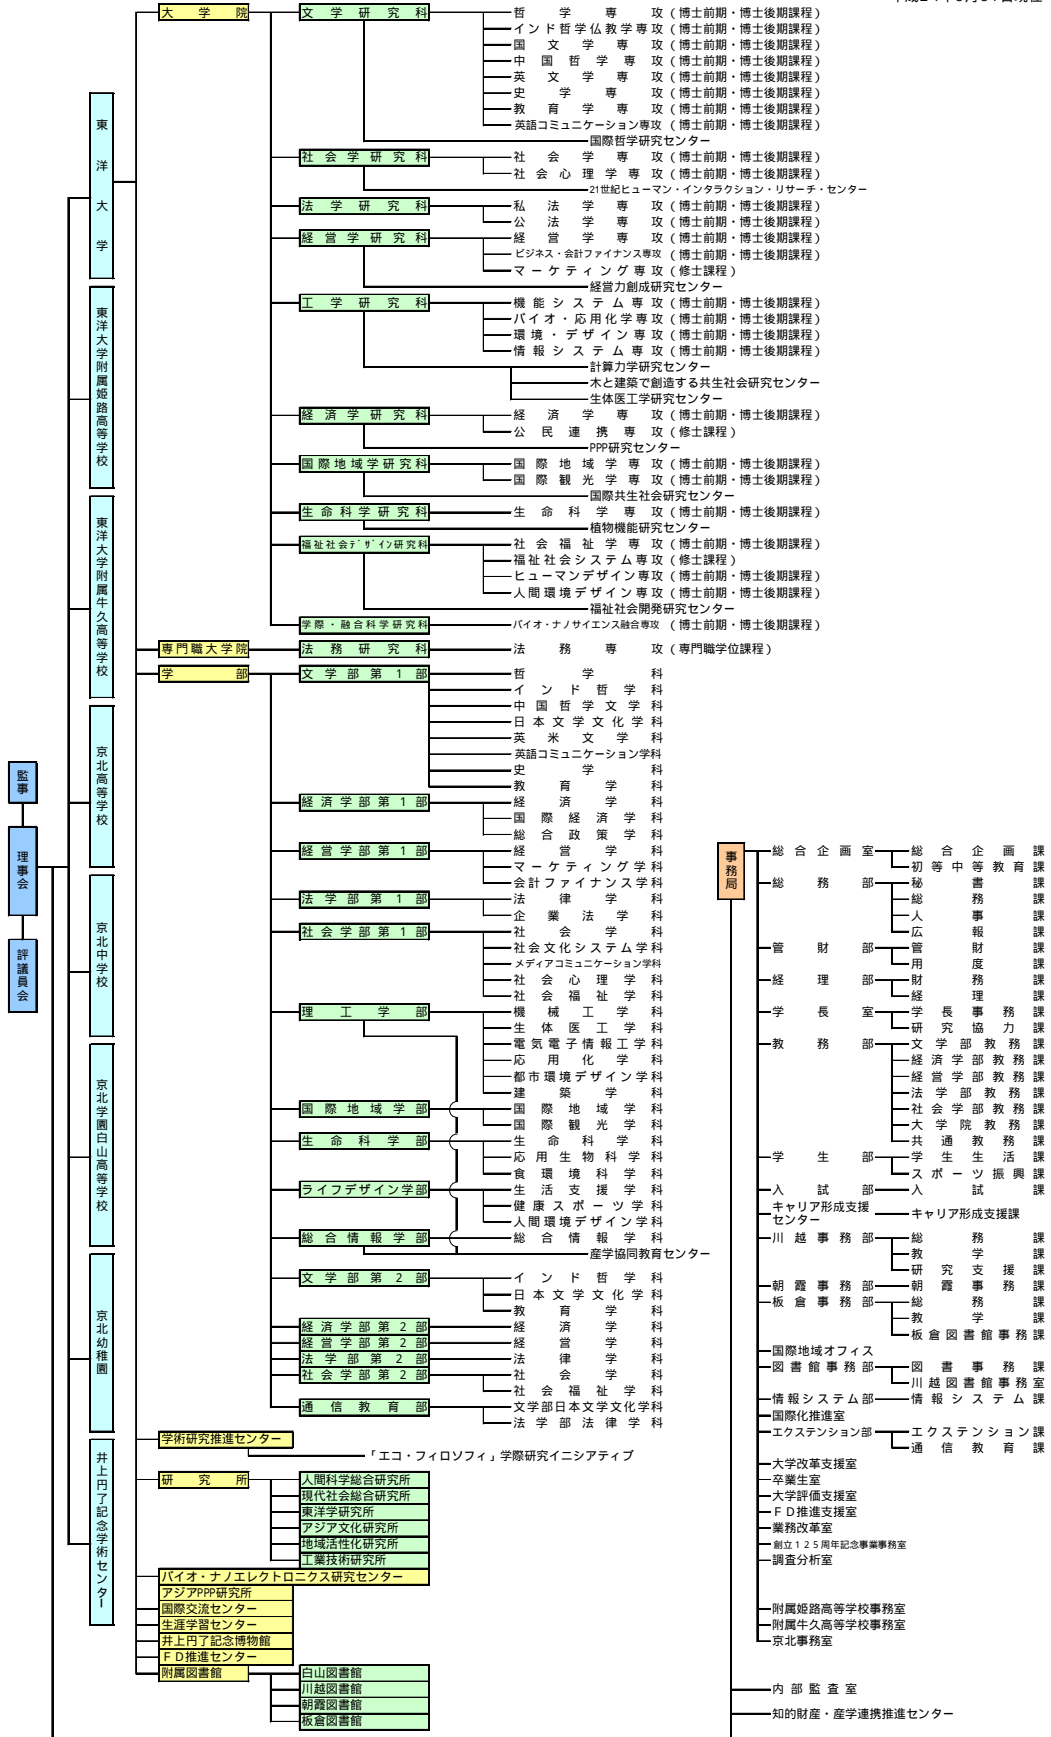 大学院
文学研究科
哲学専攻(博士前期・博士後期課程)
インド哲学仏教学専攻(博士前期・博士後期課程)
国文学専攻(博士前期・博士後期課程)
中国哲学専攻(博士前期・博士後期課程)
英文学専攻(博士前期・博士後期課程)
史学専攻(博士前期・博士後期課程)
教育学専攻(博士前期・博士後期課程)
英語コミュニケーション専攻(博士前期・博士後期課程)
国際哲学研究センター
社会学研究科
社会学専攻(博士前期・博士後期課程)
社会心理学専攻(博士前期・博士後期課程)
21世紀ヒューマン・インタラクション・リサーチ・センター
法学研究科
私法学専攻(博士前期・博士後期課程)
公法学専攻(博士前期・博士後期課程)
経営学研究科
経営学専攻(博士前期・博士後期課程)
ビジネス・会計ファイナンス専攻(博士前期・博士後期課程)
マーケティング専攻(修士課程)
経営力創成研究センター
工学研究科
機能システム専攻(博士前期・博士後期課程)
バイオ・応用化学専攻(博士前期・博士後期課程)
環境・デザイン専攻(博士前期・博士後期課程)
情報システム専攻(博士前期・博士後期課程)
計算力学研究センター
木と建築で創造する共生社会研究センター
生体医工学研究センター
経済学研究科
経済学専攻(博士前期・博士後期課程)
公民連携専攻(修士課程)
PPP研究センター
国際地域学研究科
国際地域学専攻(博士前期・博士後期課程)
国際観光学専攻(博士前期・博士後期課程)
国際共生社会研究センター
生命科学研究科
生命科学専攻(博士前期・博士後期課程)
植物機能研究センター
福祉社会デザイン研究科
社会福祉学専攻(博士前期・博士後期課程)
福祉社会システム専攻(修士課程)
ヒューマンデザイン専攻(博士前期・博士後期課程)
人間環境デザイン専攻(博士前期・博士後期課程)
福祉社会開発研究センター
学際・融合科学研究科
バイオ・ナノサイエンス融合専攻(博士前期・博士後期課程)
専門職大学院
法務研究科
法務専攻(専門職学位課程)
学部
文学部第1部
哲学科
インド哲学科
中国哲学文学科
日本文学文化学科
英米文学科
英語コミュニケーション学科
史学科
教育学科
経済学部第1部
経済学科
国際経済学科
総合政策学科
経営学部第1部
経営学科
マーケティング学科
会計ファイナンス学科
法学部第1部
法律学科
企業法学科
社会学部第1部
社会学科
社会文化システム学科
メディアコミュニケーション学科
社会心理学科
社会福祉学科
理工学部
機械工学科
生体医工学科
電気電子情報工学科
応用化学科
都市環境デザイン学科
建築学科
国際地域学部
国際地域学科
国際観光学科
生命科学部
生命科学科
応用生物科学科
食環境科学科
ライフデザイン学部
生活支援学科
健康スポーツ学科
人間環境デザイン学科
総合情報学部
総合情報学科
産学協同教育センター
文学部第2部
インド哲学科
日本文学文化学科
教育学科
経済学部第2部
経済学科
経営学部第2部
経営学科
法学部第2部
法律学科
社会学部第2部
社会学科
社会福祉学科
通信教育部
文学部日本文学文化学科
法学部法律学科
学術研究推進センター
「エコ・フィロソフィ」学際研究イニシアティブ
研究所
人間科学総合研究所
現代社会総合研究所
東洋学研究所
アジア文化研究所
地域活性化研究所
工業技術研究所
バイオ・ナノエレクトロニクス研究センター
アジアPPP研究所
国際交流センター
生涯学習センター
井上円了記念博物館
FD推進センター
附属図書館
白山図書館
川越図書館
朝霞図書館
板倉図書館
東洋大学
東洋大学附属姫路高等学校
東洋大学附属牛久高等学校
京北高等学校
京北中学校
京北学園白山高等学校
京北幼稚園
井上円了記念学術センター
監事
理事会
評議員会
事務局
総合企画室
総合企画課
初等中等教育課
総務部
秘書課
総務課
人事課
広報課
管財部
管財課
用度課
経理部
財務課
経理課
学長室
学長事務課
研究協力課
教務部
文学部教務課
経済学部教務課
経営学部教務課
法学部教務課
社会学部教務課
大学院教務課
共通教務課
学生部
学生生活課
スポーツ振興課
入試部
入試課
キャリア形成支援
センター
キャリア形成支援課
川越事務部
総務課
教学課
研究支援課
朝霞事務部
朝霞事務課
板倉事務部
総務課
教学課
板倉図書館事務課
国際地域オフィス
図書館事務部
図書事務課
川越図書館事務室
情報システム部
情報システム課
国際化推進室
エクステンション部
エクステンション課
通信教育課
大学改革支援室
卒業生室
大学評価支援室
FD推進支援室
業務改革室
創立125周年記念事業事務室
調査分析室
附属姫路高等学校事務室
附属牛久高等学校事務室
京北事務室
内部監査室
知的財産・産学連携推進センター